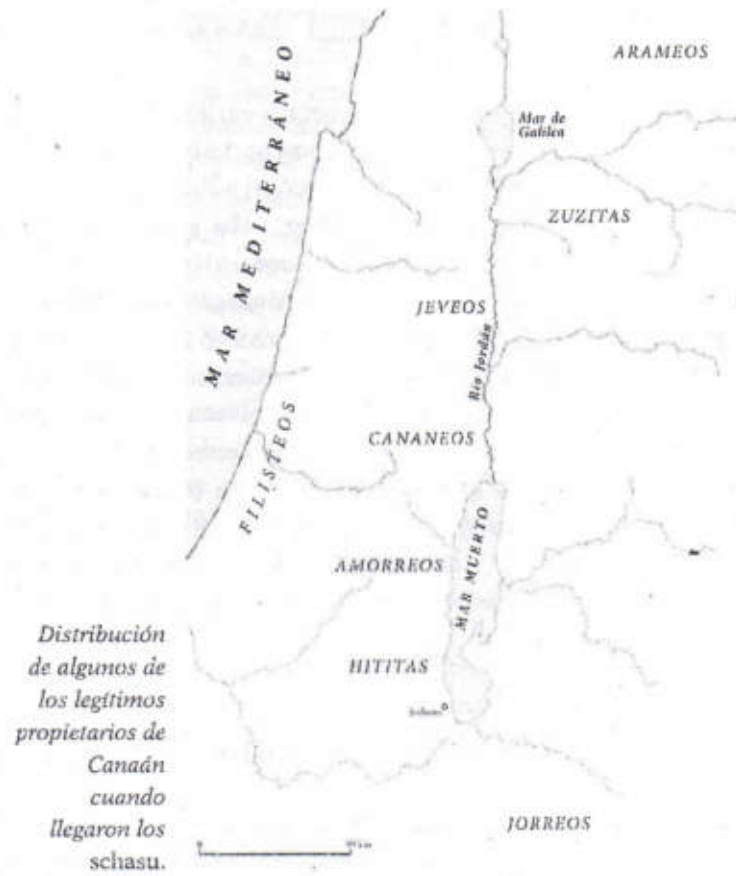 ARAMEOS
MAR MEDITERRÁNEO
Mar de
Galilea
ZUZITAS
JEVEOS
Río Jordán
CANANEOS
FILISTEOS
AMORREOS
MAR MUERTO
HITITAS
JORREOS
Distribución
de algunos de
los legítimos
propietarios de
Canaán
cuando
llegaron los
schasu.